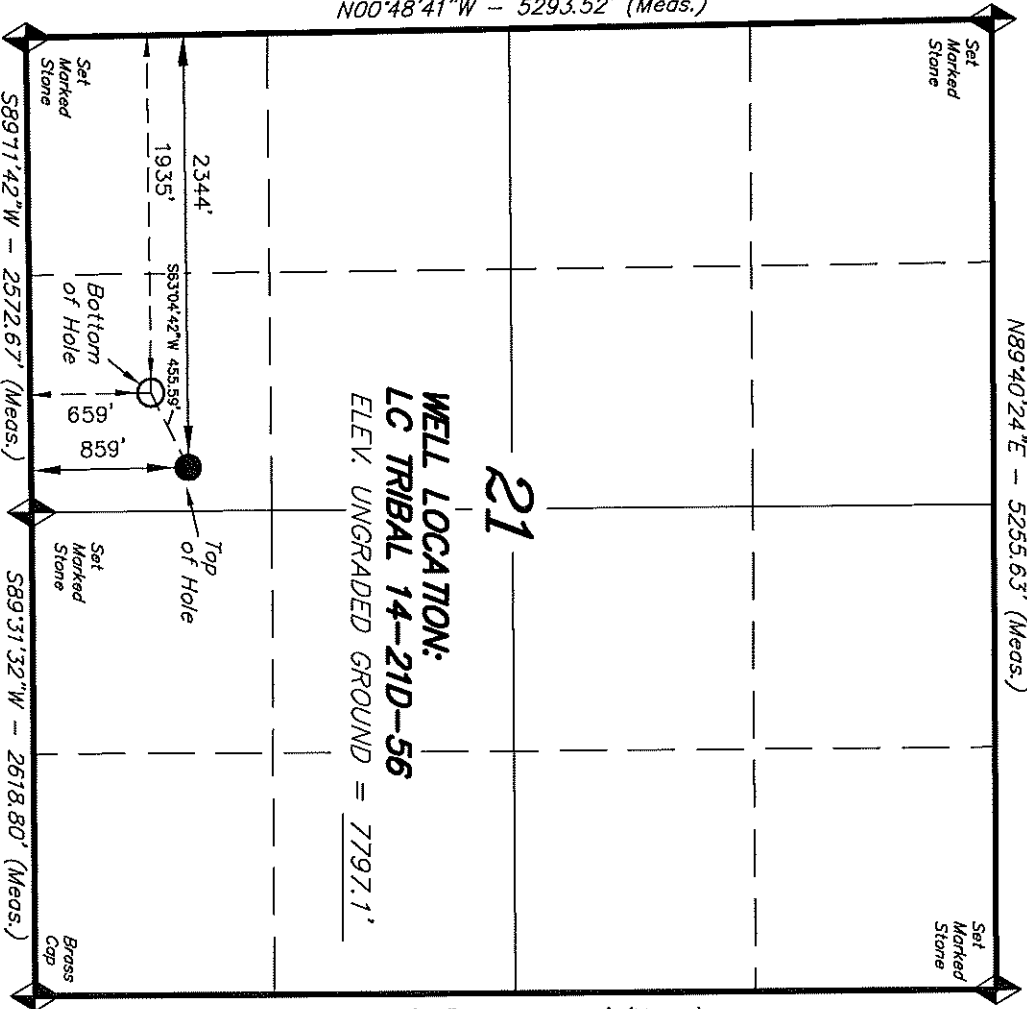 N00°48'41"W - 5293.52' (Meas.)
N89°40'24"E - 5255.63' (Meas.)
Set
Marked
Stone
Set
Marked
Stone
21
WELL LOCATION:
LC TRIBAL 14-21D-56
ELEV. UNGRADED GROUND = 7797.1'
2344'
1935'
S63°04'42"W 455.59'
Top
of Hole
Bottom
of Hole
659'
859'
Set
Marked
Stone
Set
Marked
Stone
Brass
Cap
S89°11'42"W - 2572.67' (Meas.)
S89°31'32"W - 2618.80' (Meas.)